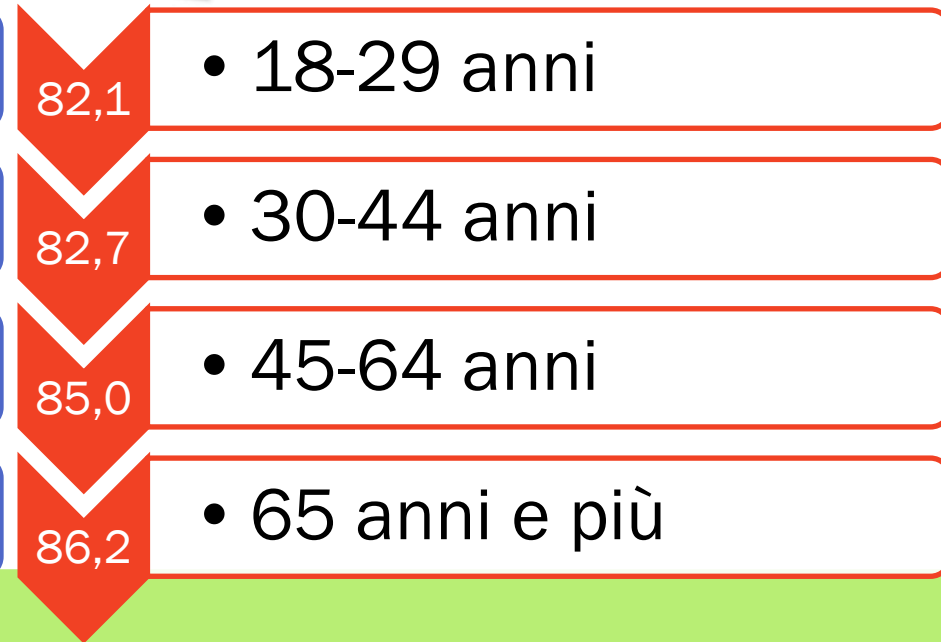 82,1 • 18-29 anni
82,7 • 30-44 anni
85,0 • 45-64 anni
86,2 • 65 anni e più